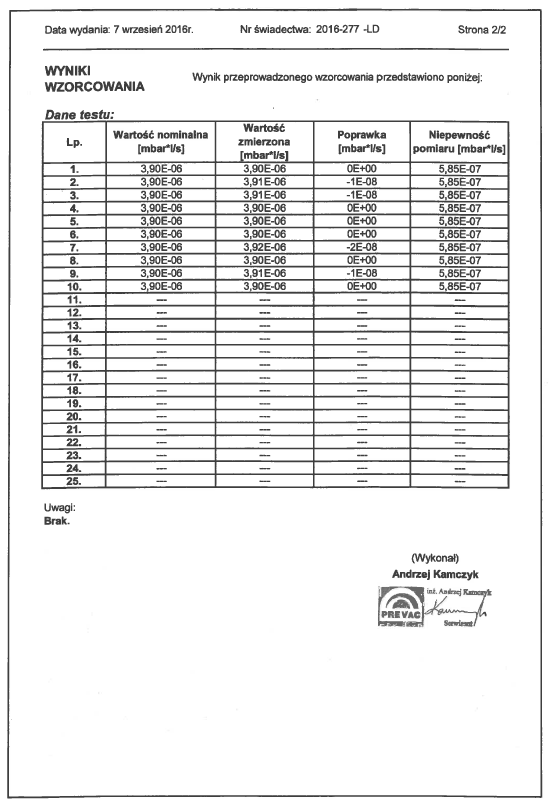 Data wydania: 7 wrzesień 2016r. Nr świadectwa: 2016-277 -LD Strona 2/2
WYNIKI
WZORCOWANIA
Wynik przeprowadzonego wzorcowania przedstawiono poniżej:
Dane testu:
Lp. Wartość nominalna [mbar*l/s] Wartość zmierzona [mbar*l/s] Poprawka [mbar*l/s] Niepewność pomiaru [mbar*l/s]
1. 3,90E-06 3,90E-06 0E+00 5,85E-07
2. 3,90E-06 3,91E-06 -1E-08 5,85E-07
3. 3,90E-06 3,91E-06 -1E-08 5,85E-07
4. 3,90E-06 3,90E-06 0E+00 5,85E-07
5. 3,90E-06 3,90E-06 0E+00 5,85E-07
6. 3,90E-06 3,90E-06 0E+00 5,85E-07
7. 3,90E-06 3,92E-06 -2E-08 5,85E-07
8. 3,90E-06 3,90E-06 0E+00 5,85E-07
9. 3,90E-06 3,91E-06 -1E-08 5,85E-07
10. 3,90E-06 3,90E-06 0E+00 5,85E-07
11. --- --- --- ---
12. --- --- --- ---
13. --- --- --- ---
14. --- --- --- ---
15. --- --- --- ---
16. --- --- --- ---
17. --- --- --- ---
18. --- --- --- ---
19. --- --- --- ---
20. --- --- --- ---
21. --- --- --- ---
22. --- --- --- ---
23. --- --- --- ---
24. --- --- --- ---
25. --- --- --- ---
Uwagi:
Brak.
(Wykonał)
Andrzej Kamczyk
inż. Andrzej Kamczyk
PREVAC
Serwisant